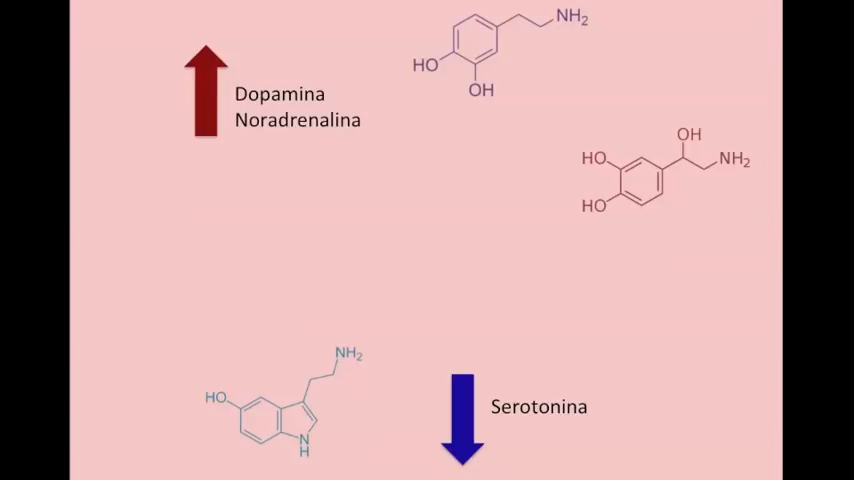 NH₂
HO
OH
Dopamina
Noradrenalina
OH
HO
NH₂
HO
NH₂
HO
N
H
Serotonina